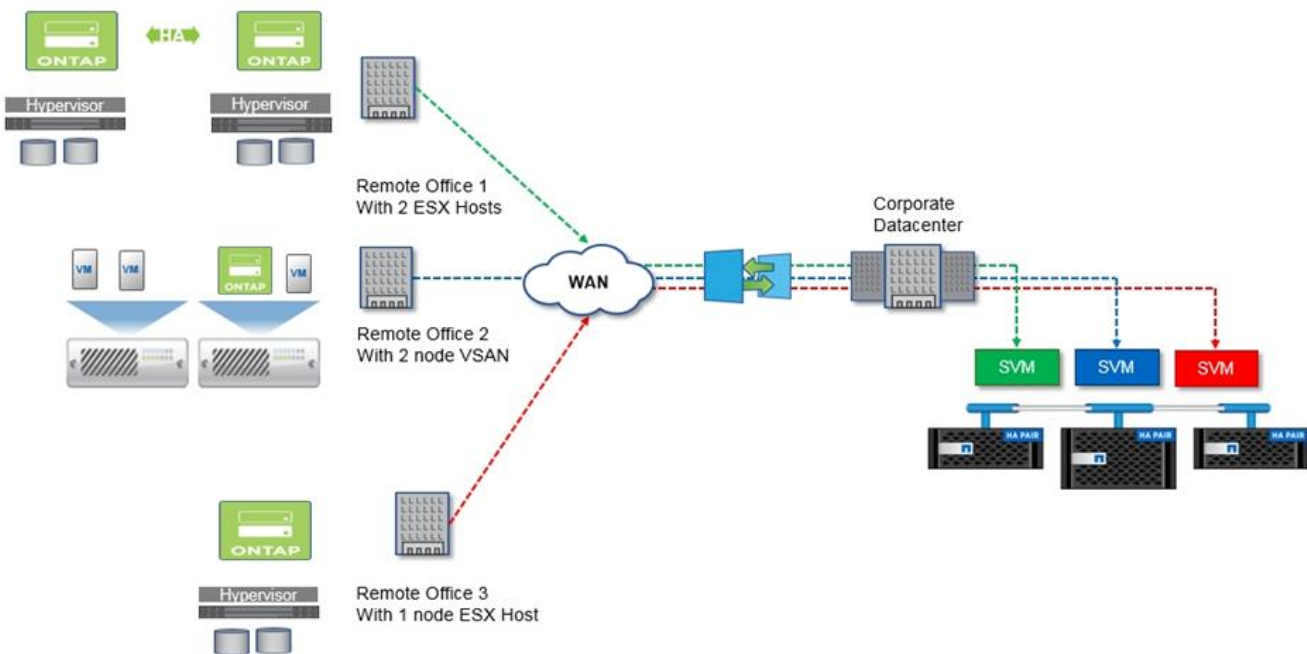 ONTAP
HA
ONTAP
Hypervisor
Hypervisor
Remote Office 1
With 2 ESX Hosts
VM
VM
ONTAP
VM
Remote Office 2
With 2 node VSAN
WAN
Corporate
Datacenter
SVM
SVM
SVM
HA PAIR
HA PAIR
HA PAIR
ONTAP
Hypervisor
Remote Office 3
With 1 node ESX Host